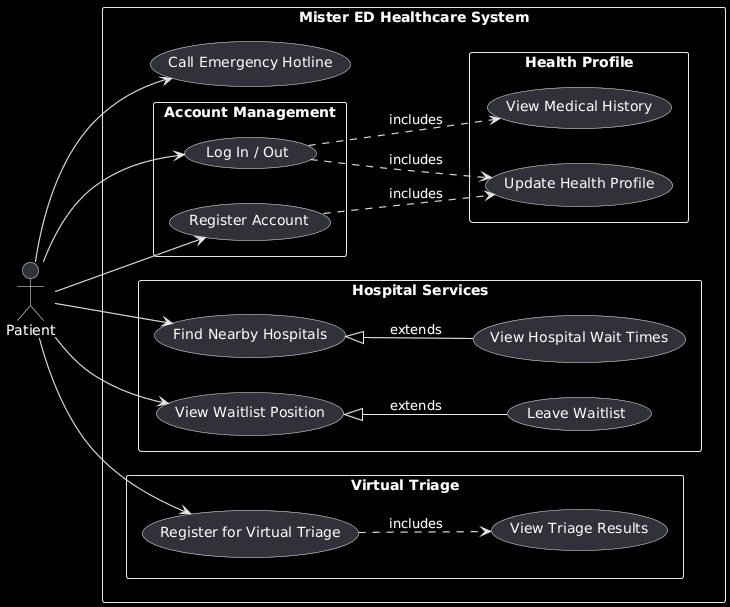 Mister ED Healthcare System
Call Emergency Hotline
Account Management
Log In / Out
Register Account
includes
includes
includes
Health Profile
View Medical History
Update Health Profile
Patient
Hospital Services
Find Nearby Hospitals
extends
View Hospital Wait Times
View Waitlist Position
extends
Leave Waitlist
Virtual Triage
Register for Virtual Triage
includes
View Triage Results